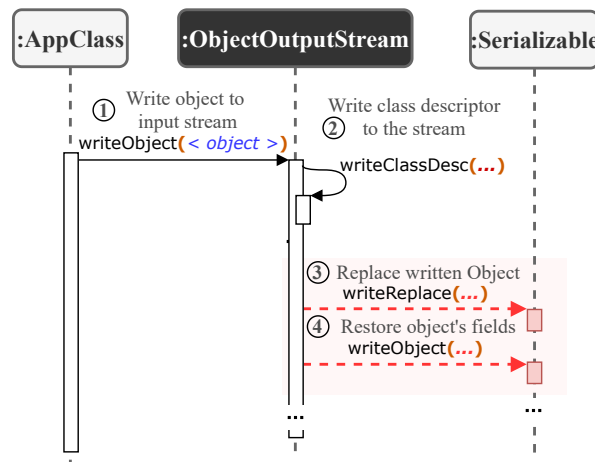 :AppClass
:ObjectOutputStream
:Serializable
① Write object to
input stream
writeObject(< object >)
Write class descriptor
② to the stream
writeClassDesc(...)
③ Replace written Object
writeReplace(...)
④ Restore object's fields
writeObject(...)
...
...